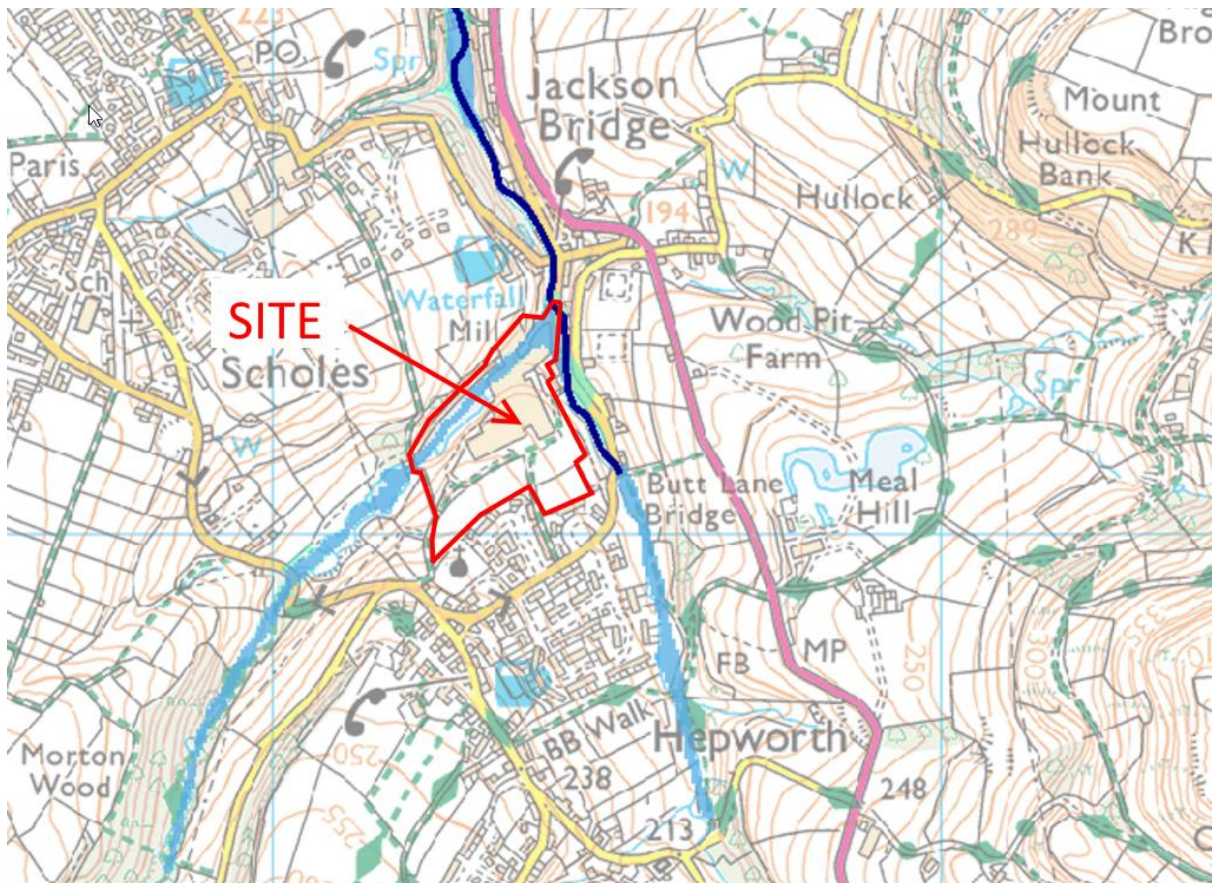 223
PO
Spr
Bro
Jackson
Bridge
Mount
Hullock
Bank
Paris
W
Hullock
194
289
Sch
Waterfall
Mill
SITE
Wood Pit
Farm
Scholes
Spr
W
Butt Lane
Bridge
Meal
Hill
FB
MP
250
300
335
Morton
Wood
250
BB Walk
Hepworth
238
248
255
213